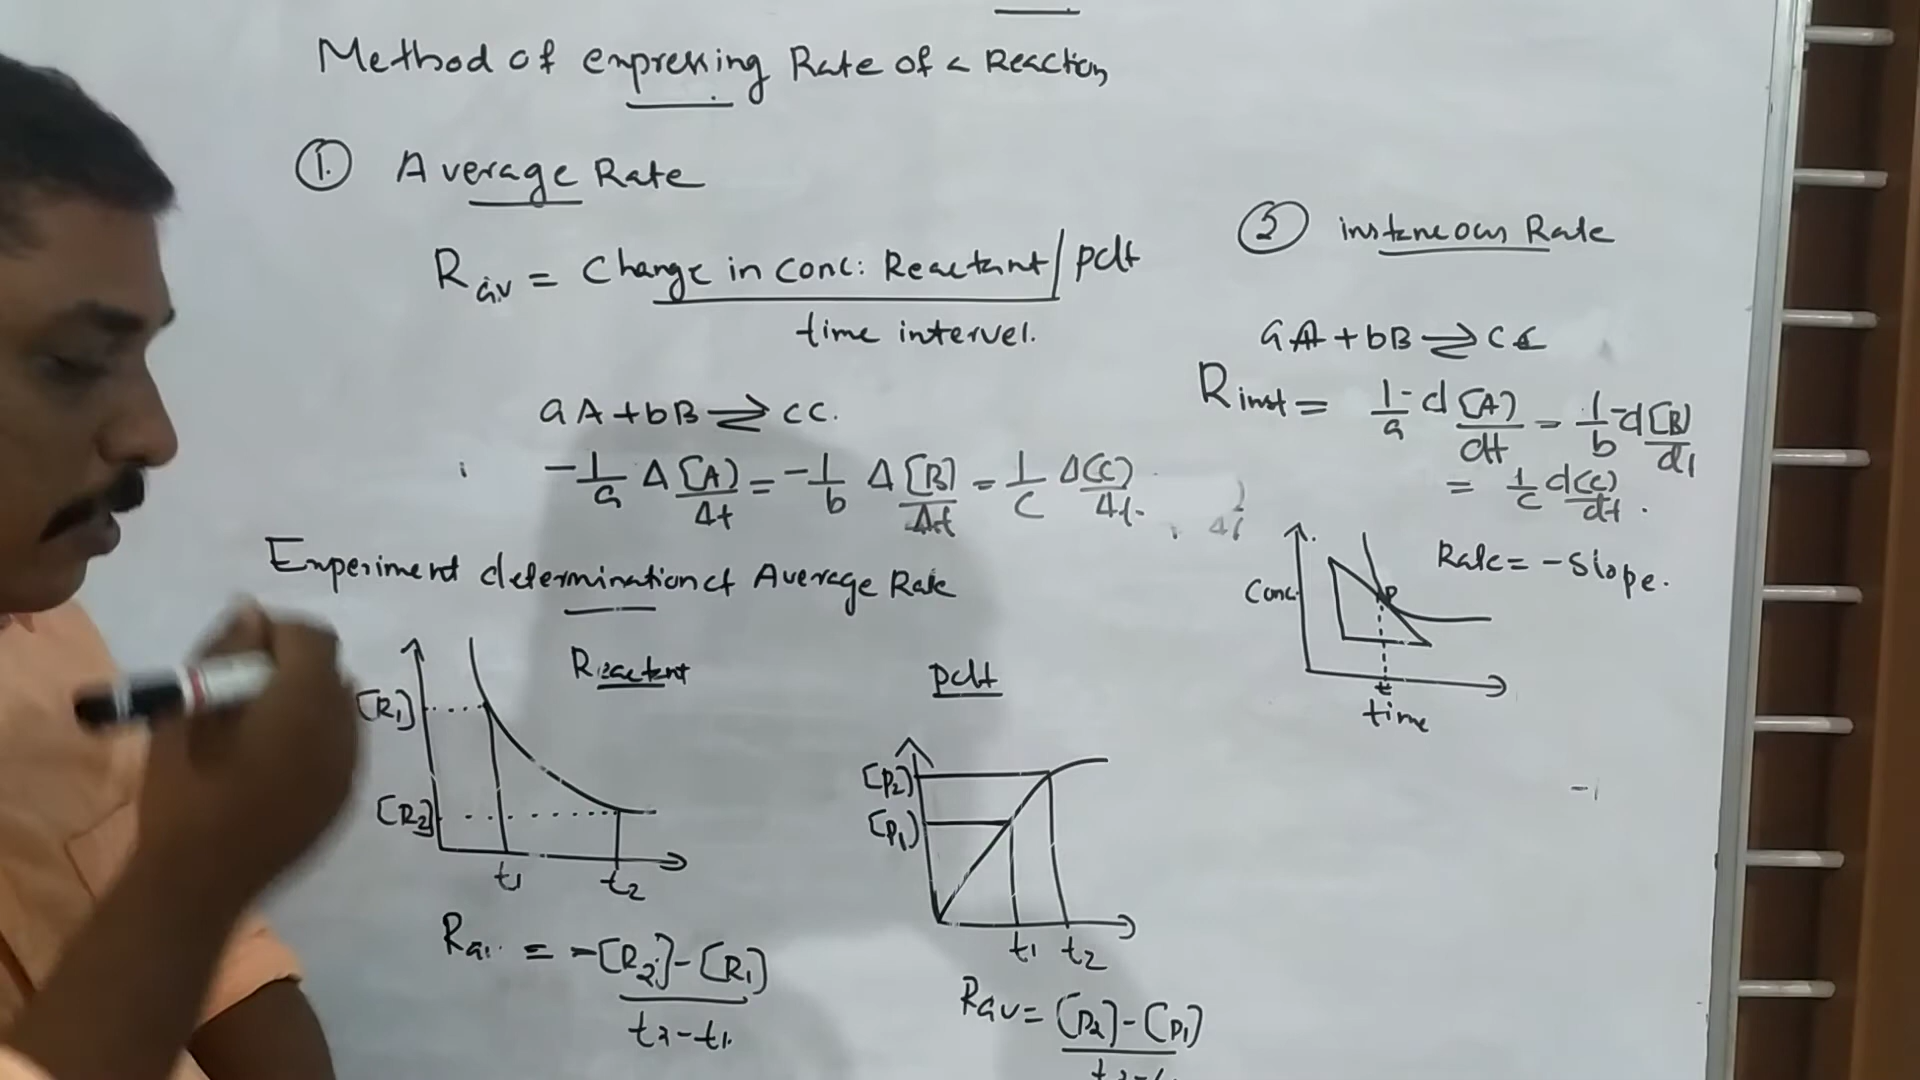 Method of expressing Rate of a Reaction
① Average Rate
R av = Change in conc: Reactant / pdt
time intervel.
aA + bB ⇌ cC.
-1/a Δ[A]/Δt = -1/b Δ[B]/Δt = 1/c Δ(C)/Δt.
Experiment determination of Average Rate
Reactant
[R1]
[R2]
t1 t2
= -[R2]-[R1]
t2-t1
pdt
[P2]
[P1]
t1 t2
Rav = [P2]-[P1]
② instaneous Rate
aA + bB ⇌ cC
R inst = 1/a - d[A]/dt = 1/b - d[B]/dt
= 1/c d(C)/dt.
Rate = -Slope.
Conc.
P
t
time